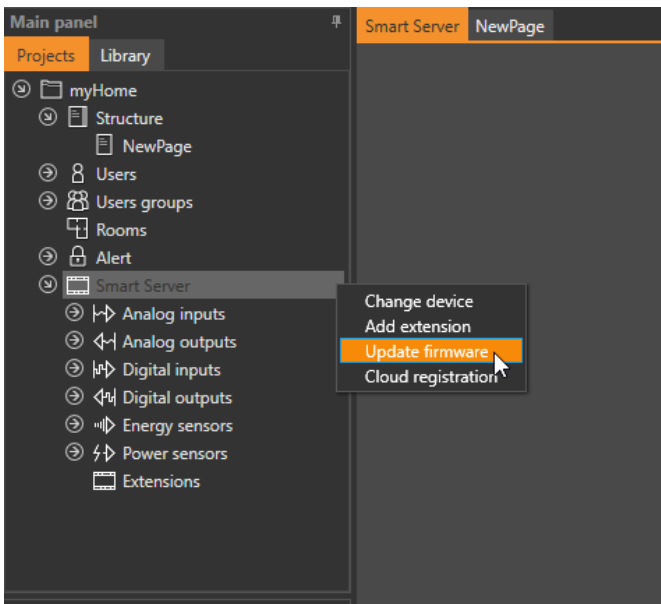 Main panel
Projects Library
myHome
Structure
NewPage
Users
Users groups
Rooms
Alert
Smart Server
Analog inputs
Analog outputs
Digital inputs
Digital outputs
Energy sensors
Power sensors
Extensions
Smart Server NewPage
Change device
Add extension
Update firmware
Cloud registration